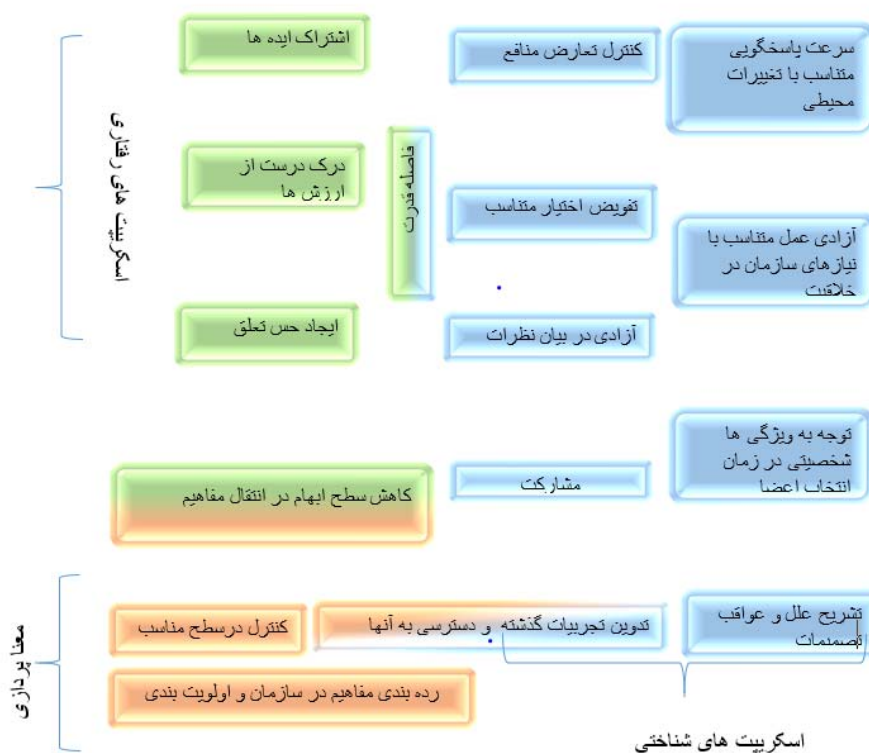 سرعت پاسخگویی
متناسب با تغییرات
محیطی
کنترل تعارض منافع
اشتراک ایده ها
اسکریپت های رفتاری
فاصله قدرت
درک درست از
ارزش ها
تفویض اختیار متناسب
آزادی عمل متناسب با
نیازهای سازمان در
خلاقیت
آزادی در بیان نظرات
ایجاد حس تعلق
توجه به ویژگی ها
شخصیتی در زمان
انتخاب اعضا
مشارکت
کاهش سطح ابهام در انتقال مفاهیم
تشریح علل و عواقب
تصمیمات
تدوین تجربیات گذشته و دسترسی به آنها
کنترل درسطح مناسب
معنا پردازی
رده بندی مفاهیم در سازمان و اولویت بندی
اسکریپت های شناختی